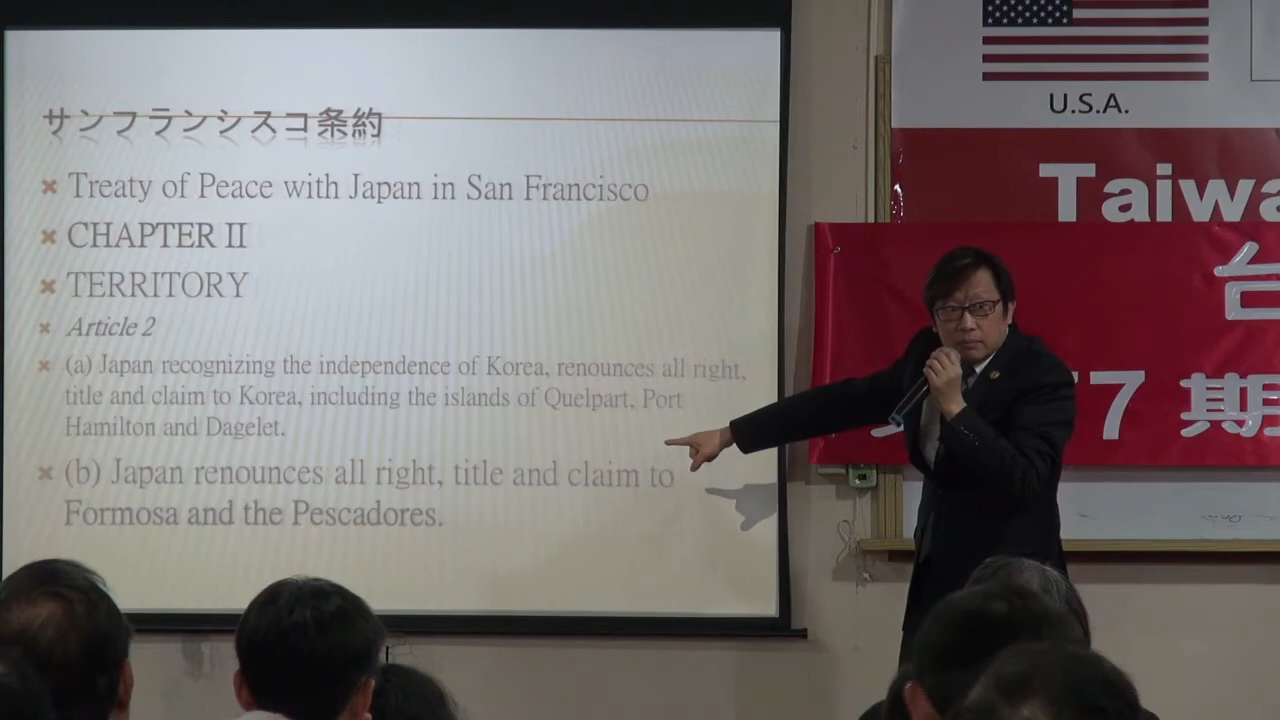 サンフランシスコ条約
Treaty of Peace with Japan in San Francisco
CHAPTER II
TERRITORY
Article 2
(a) Japan recognizing the independence of Korea, renounces all right,
title and claim to Korea, including the islands of Quelpart, Port
Hamilton and Dagelet.
(b) Japan renounces all right, title and claim to
Formosa and the Pescadores.
U.S.A.
Taiwa
台
7 期